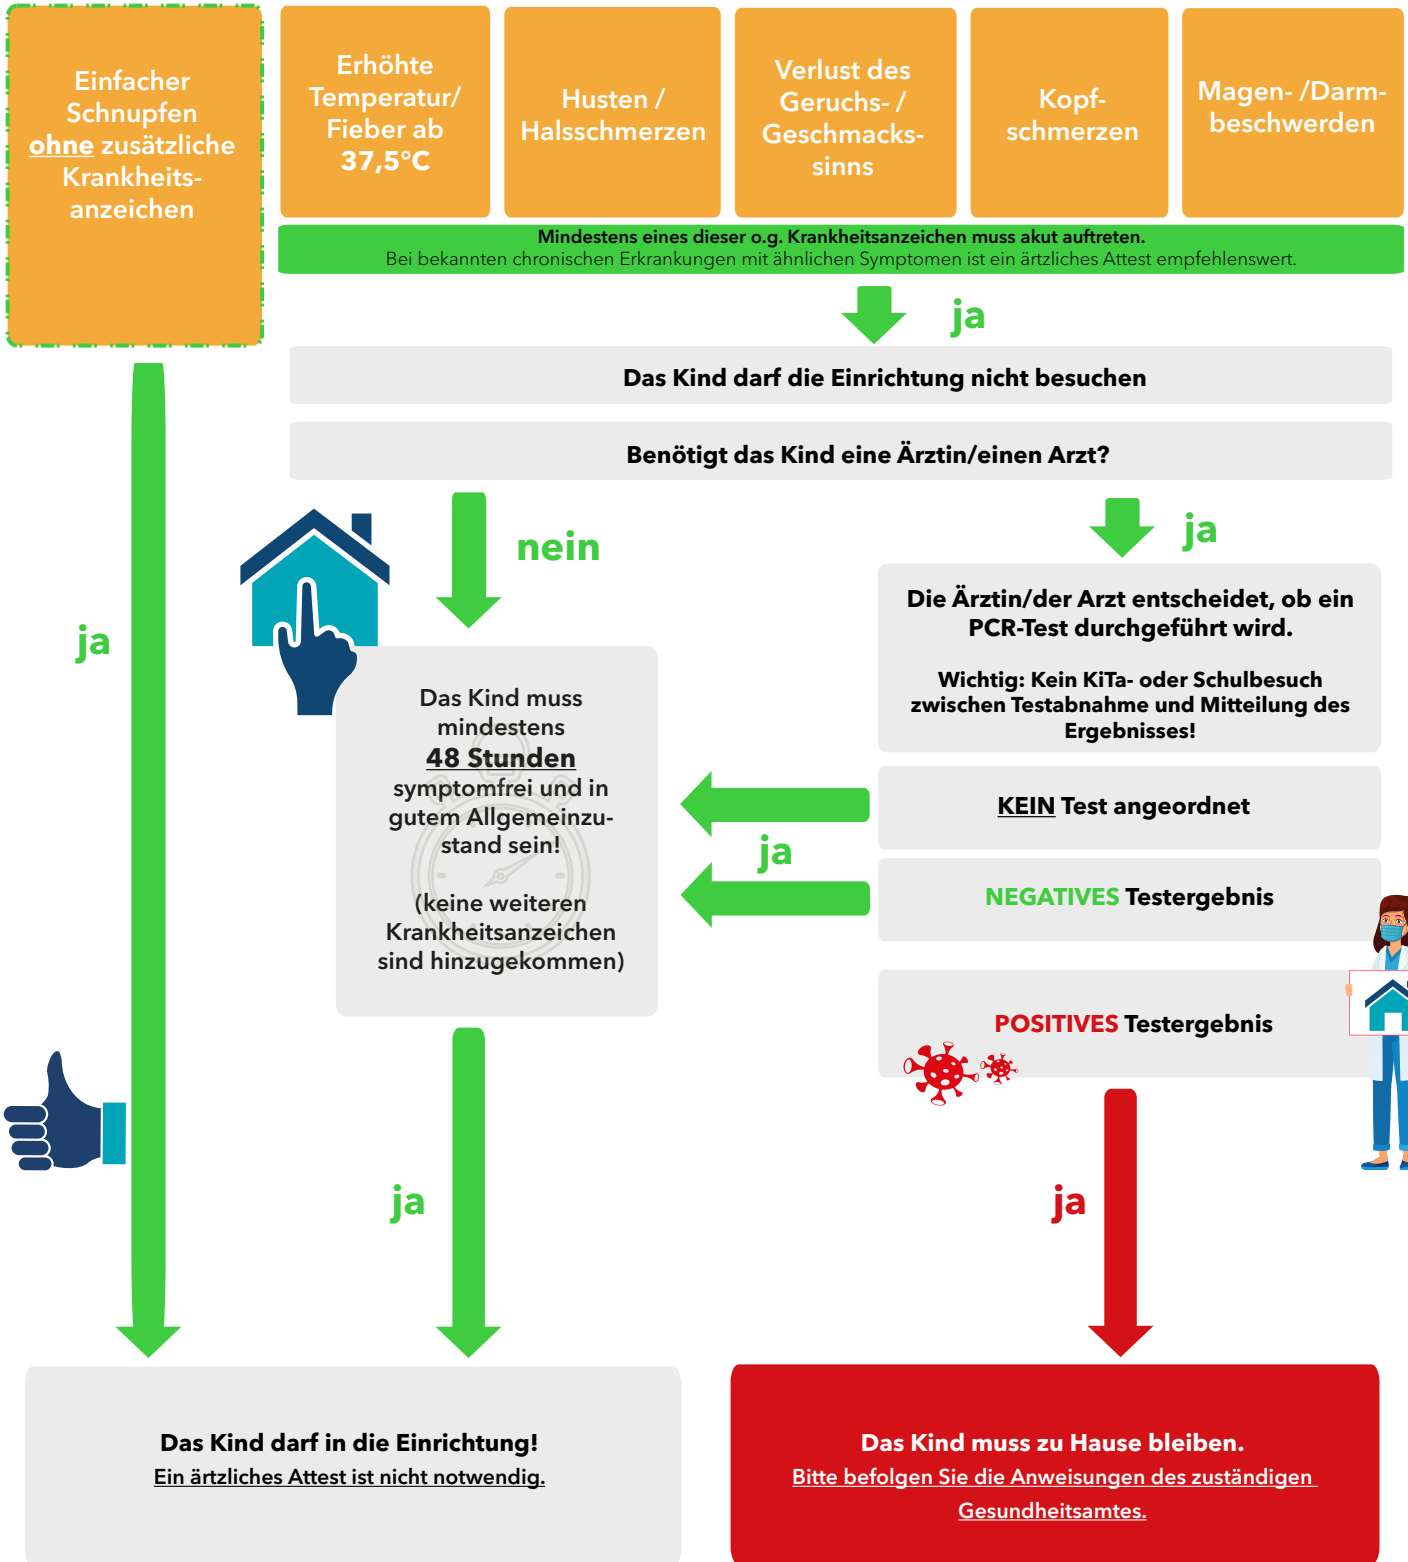 Einfacher
Schnupfen
ohne zusätzliche
Krankheits-
anzeichen
Erhöhte
Temperatur/
Fieber ab
37,5°C
Husten /
Halsschmerzen
Verlust des
Geruchs- /
Geschmacks-
sinns
Kopf-
schmerzen
Magen- /Darm-
beschwerden
Mindestens eines dieser o.g. Krankheitsanzeichen muss akut auftreten.
Bei bekannten chronischen Erkrankungen mit ähnlichen Symptomen ist ein ärtzliches Attest empfehlenswert.
ja
Das Kind darf die Einrichtung nicht besuchen
Benötigt das Kind eine Ärztin/einen Arzt?
nein
ja
ja
Die Ärztin/der Arzt entscheidet, ob ein
PCR-Test durchgeführt wird.
Wichtig: Kein KiTa- oder Schulbesuch
zwischen Testabnahme und Mitteilung des
Ergebnisses!
Das Kind muss
mindestens
48 Stunden
symptomfrei und in
gutem Allgemeinzu-
stand sein!
(keine weiteren
Krankheitsanzeichen
sind hinzugekommen)
KEIN Test angeordnet
ja
NEGATIVES Testergebnis
POSITIVES Testergebnis
ja
ja
Das Kind darf in die Einrichtung!
Ein ärtzliches Attest ist nicht notwendig.
Das Kind muss zu Hause bleiben.
Bitte befolgen Sie die Anweisungen des zuständigen
Gesundheitsamtes.